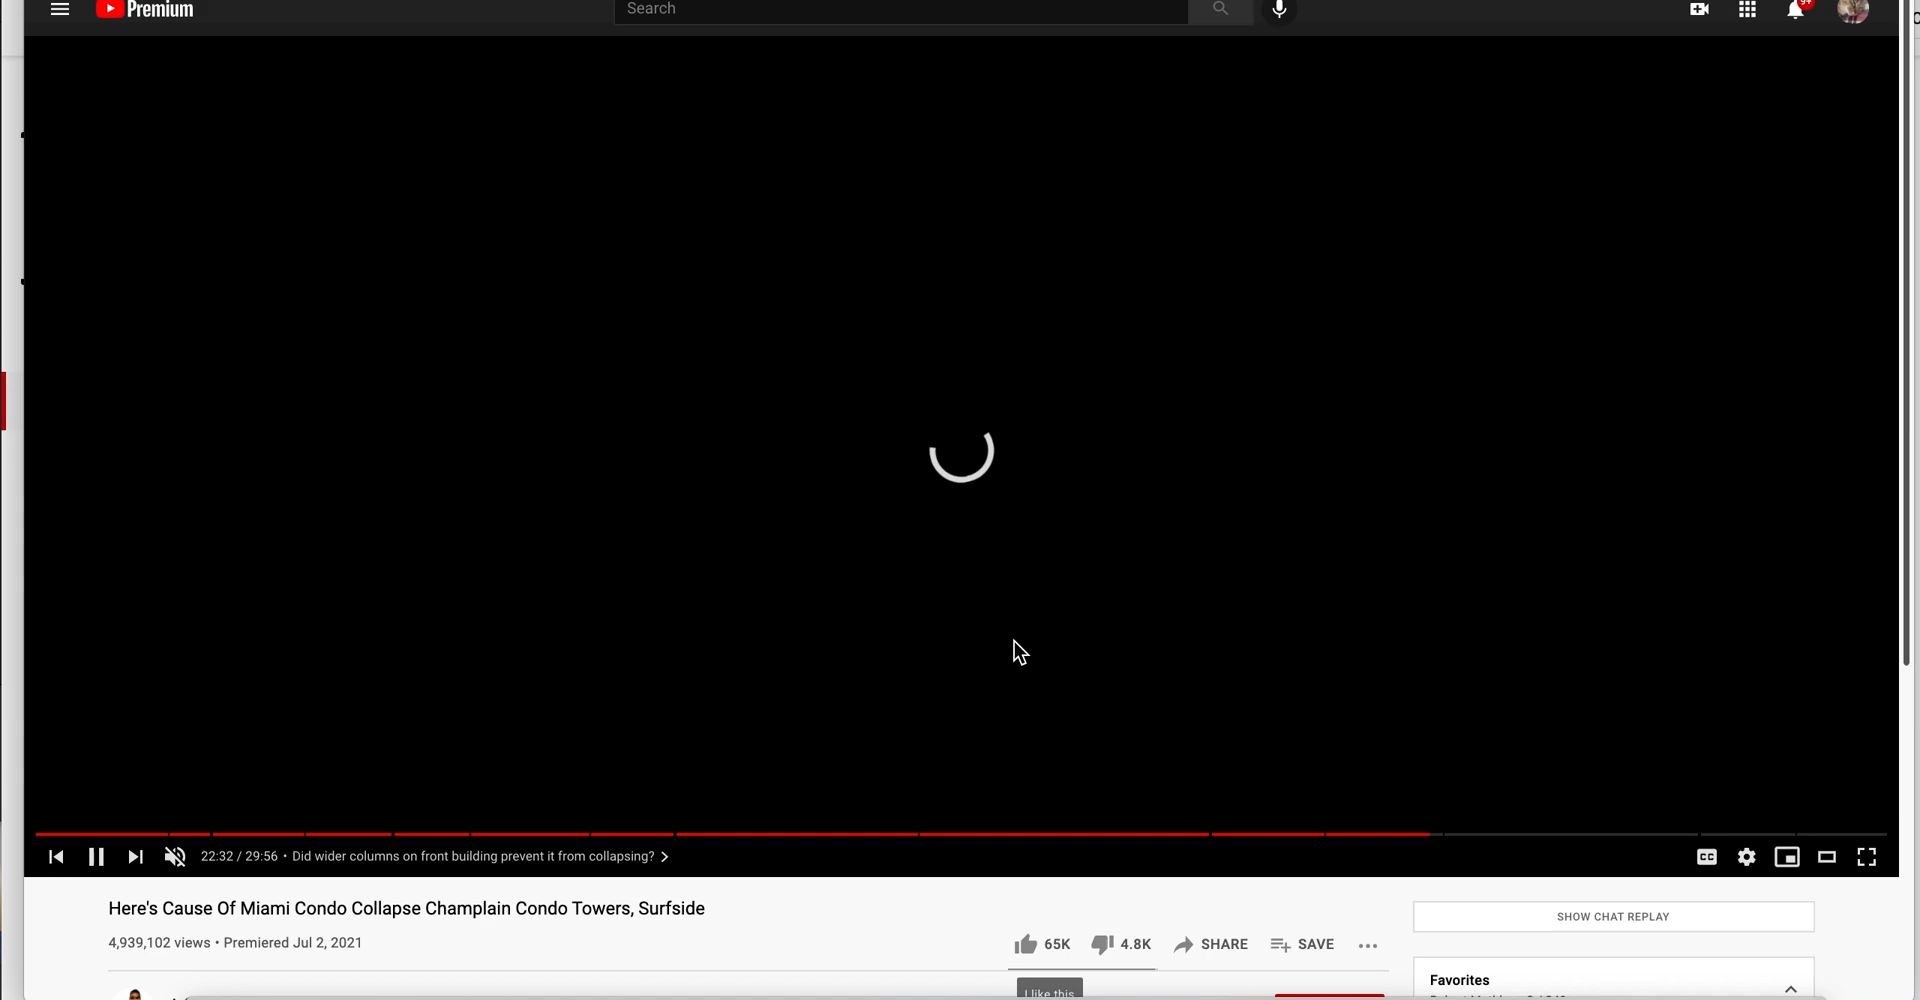 Premium
Search
9+
22:32 / 29:56 • Did wider columns on front building prevent it from collapsing?
CC
Here's Cause Of Miami Condo Collapse Champlain Condo Towers, Surfside
4,939,102 views • Premiered Jul 2, 2021
65K
4.8K
SHARE
SAVE
SHOW CHAT REPLAY
I like this
Favorites